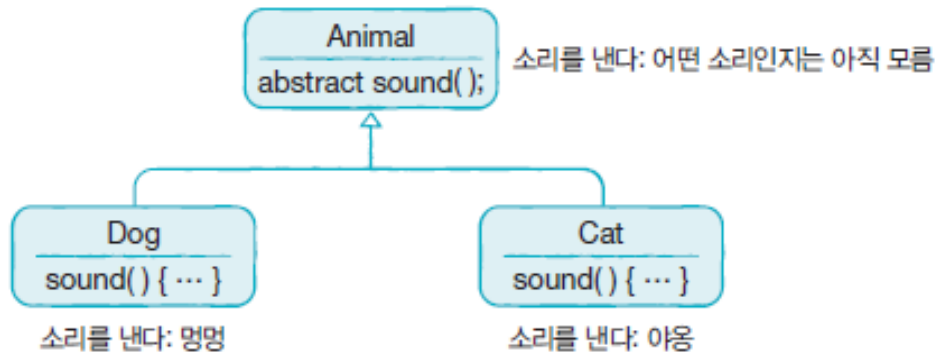 Animal
abstract sound( );
소리를 낸다: 어떤 소리인지는 아직 모름
Dog
sound( ) { ··· }
소리를 낸다: 멍멍
Cat
sound( ) { ··· }
소리를 낸다: 야옹